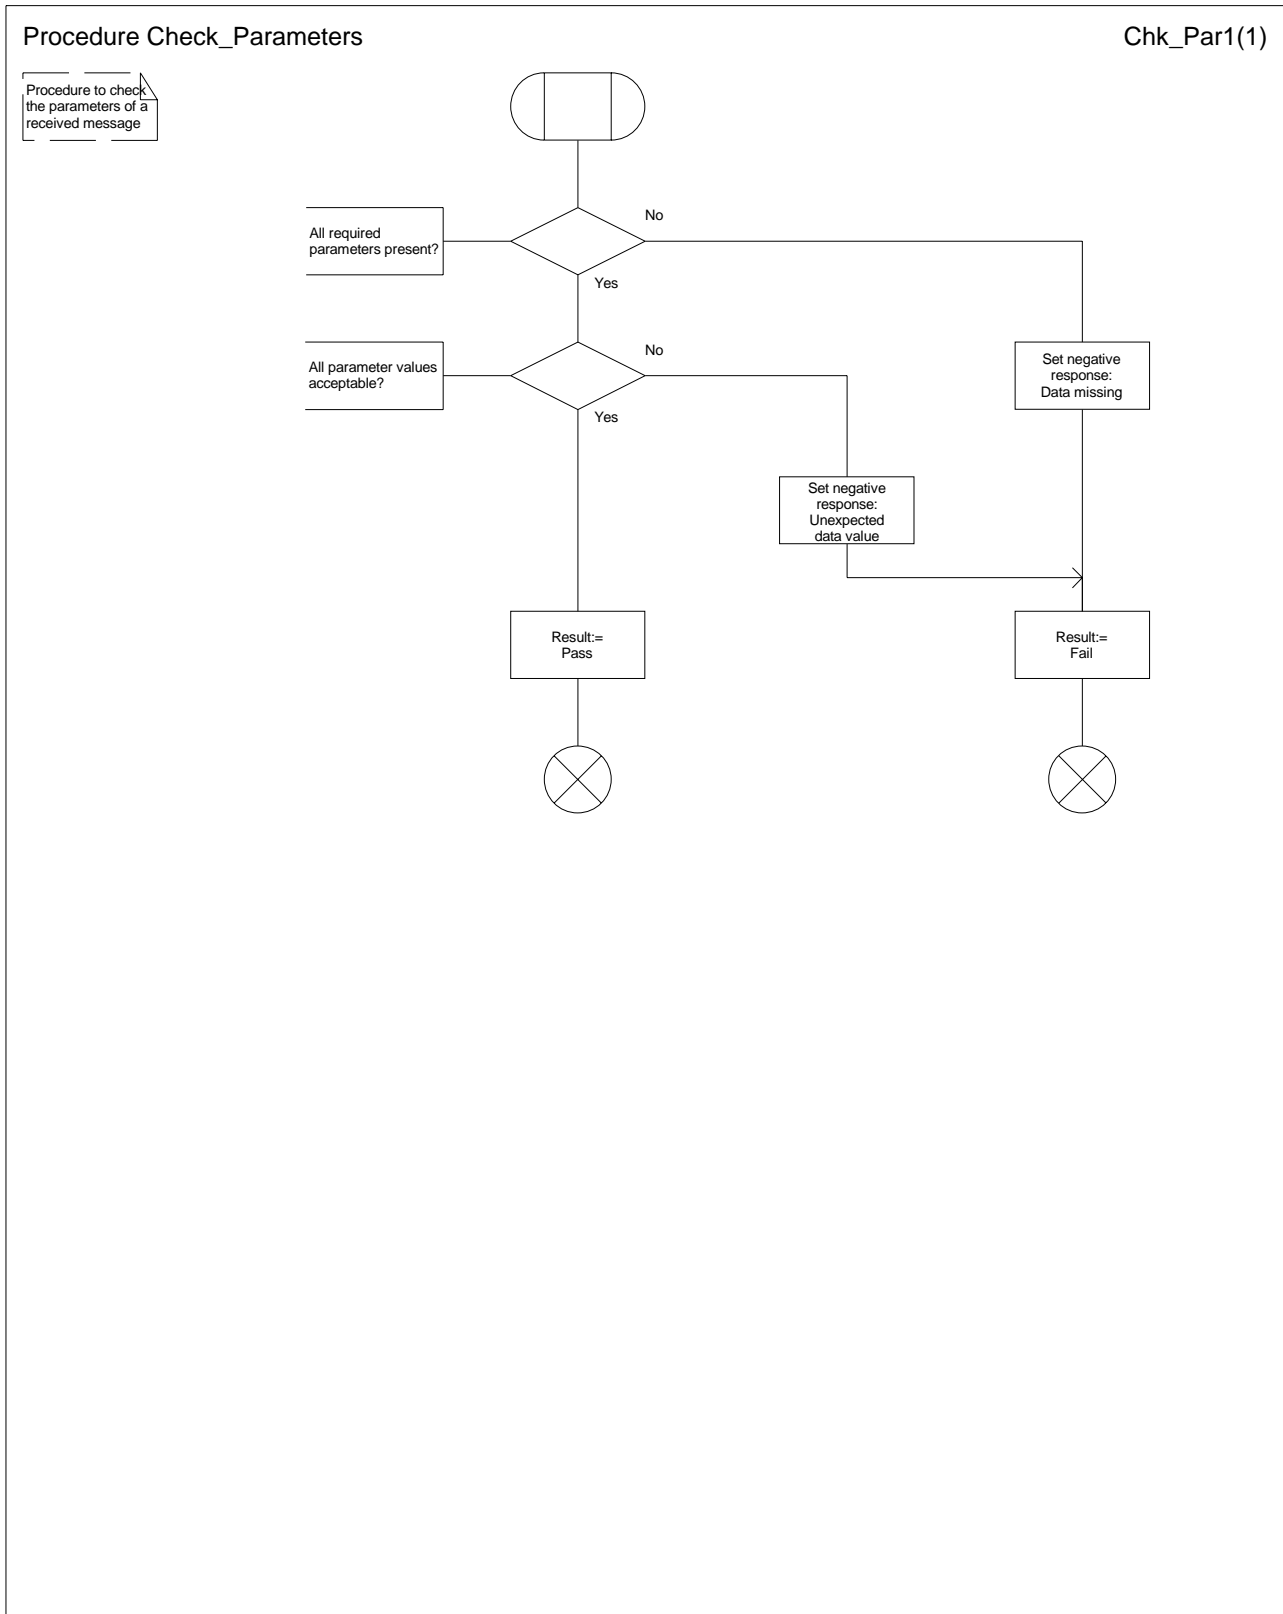 Procedure Check_Parameters
Chk_Par1(1)
Procedure to check
the parameters of a
received message
No
All required
parameters present?
Yes
No
All parameter values
acceptable?
Set negative
response:
Data missing
Yes
Set negative
response:
Unexpected
data value
Result:=
Pass
Result:=
Fail